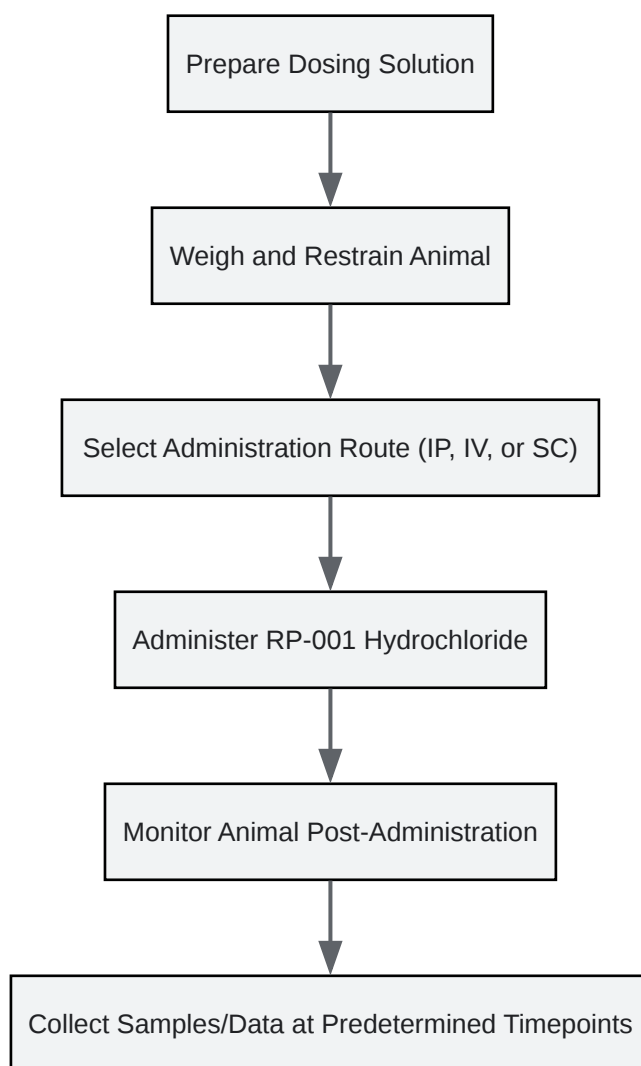 Prepare Dosing Solution
Weigh and Restrain Animal
Select Administration Route (IP, IV, or SC)
Administer RP-001 Hydrochloride
Monitor Animal Post-Administration
Collect Samples/Data at Predetermined Timepoints